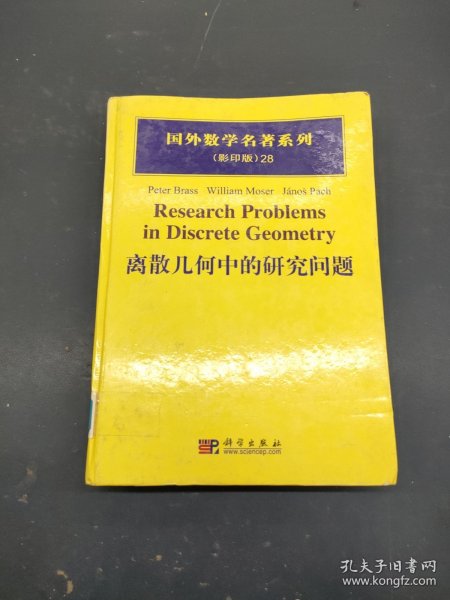 国外数学名著系列
(影印版) 28
Peter Brass William Moser János Pach
Research Problems
in Discrete Geometry
离散几何中的研究问题
科学出版社
www.sciencep.com
孔夫子旧书网
www.kongfz.com